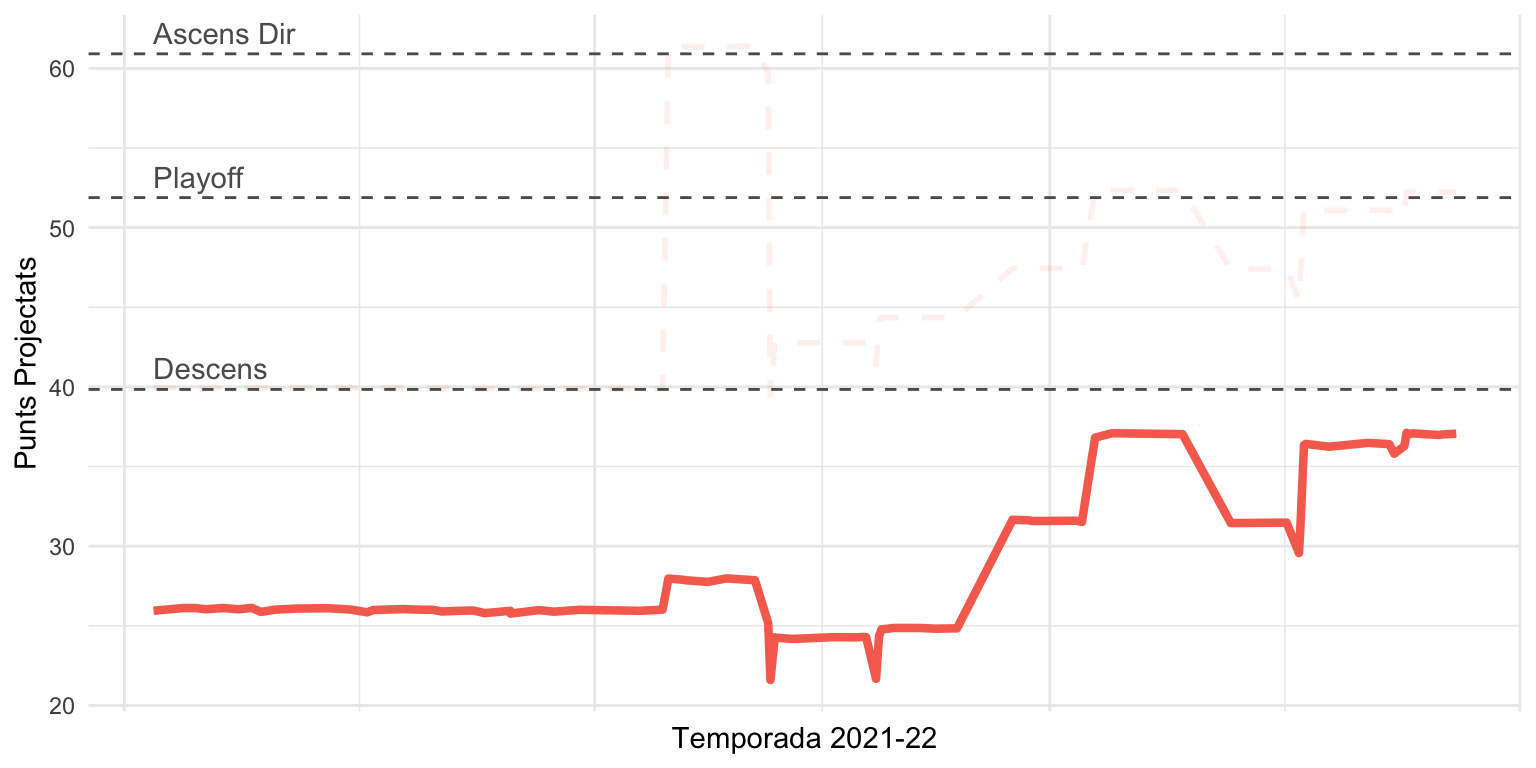 Ascens Dir
60
Playoff
50
Descens
40
30
20
Punts Projectats
Temporada 2021-22